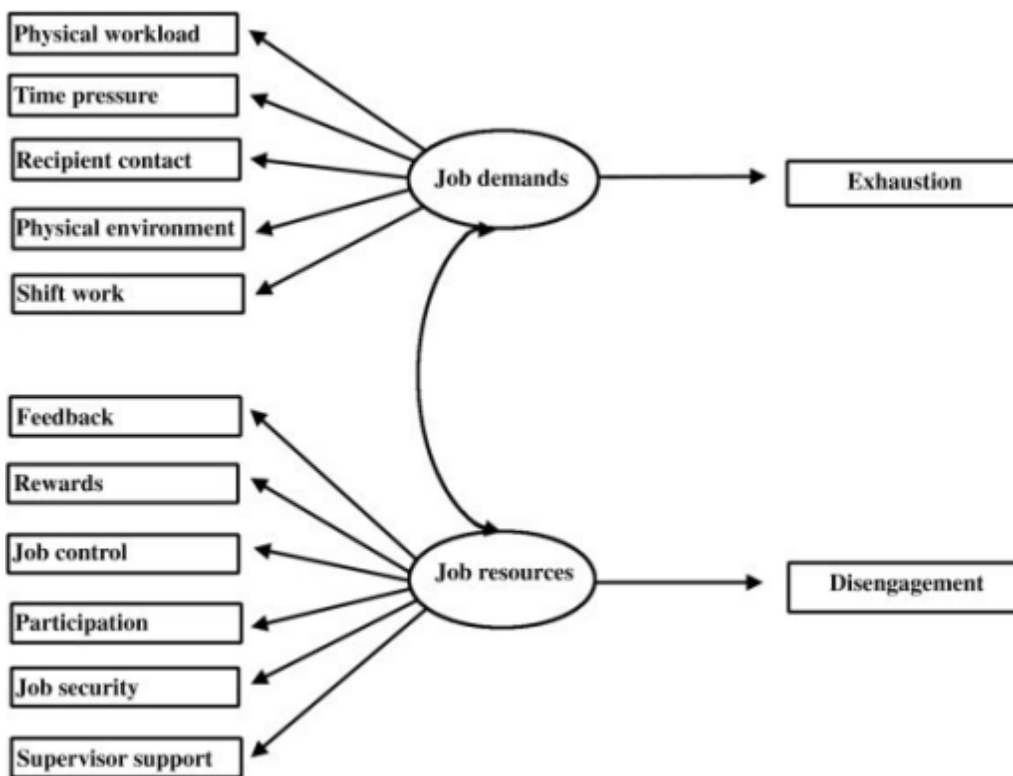 Physical workload
Time pressure
Recipient contact
Physical environment
Shift work
Job demands
Exhaustion
Feedback
Rewards
Job control
Participation
Job security
Supervisor support
Job resources
Disengagement